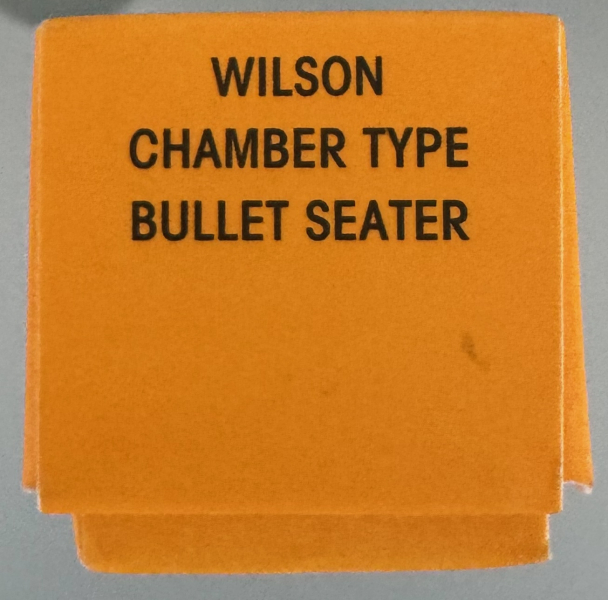 WILSON
CHAMBER TYPE
BULLET SEATER